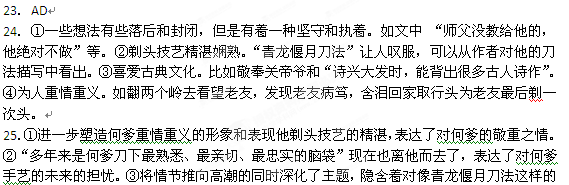 23. AD
24. ①一些想法有些落后和封闭，但是有着一种坚守和执着。如文中 “师父没教给他的，
他绝对不做”等。②剃头技艺精湛娴熟。“青龙偃月刀法”让人叹服，可以从作者对他的刀
法描写中看出。③喜爱古典文化。比如敬奉关帝爷和“诗兴大发时，能背出很多古人诗作”。
④为人重情重义。如翻两个岭去看望老友，发现老友病笃，含泪回家取行头为老友最后剃一
次头。
25.①进一步塑造何爹重情重义的形象和表现他剃头技艺的精湛，表达了对何爹的敬重之情。
②“多年来是何爹刀下最熟悉、最亲切、最忠实的脑袋”现在也离他而去了，表达了对何爹
手艺的未来的担忧。③将情节推向高潮的同时深化了主题，隐含着对像青龙偃月刀法这样的